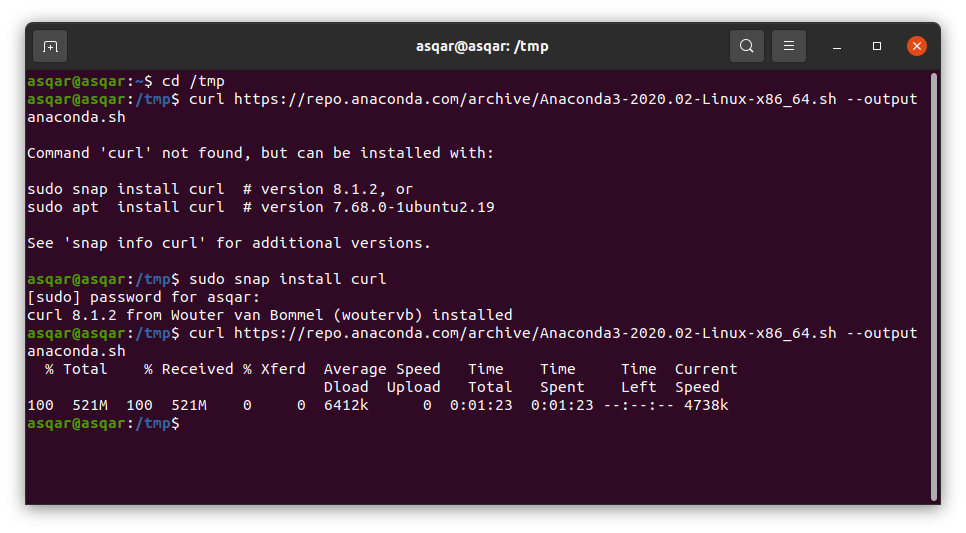 asqar@asqar: /tmp
asqar@asqar:~$ cd /tmp
asqar@asqar:/tmp$ curl https://repo.anaconda.com/archive/Anaconda3-2020.02-Linux-x86_64.sh --output
anaconda.sh
Command 'curl' not found, but can be installed with:
sudo snap install curl  # version 8.1.2, or
sudo apt  install curl  # version 7.68.0-1ubuntu2.19
See 'snap info curl' for additional versions.
asqar@asqar:/tmp$ sudo snap install curl
[sudo] password for asqar:
curl 8.1.2 from Wouter van Bommel (woutervb) installed
asqar@asqar:/tmp$ curl https://repo.anaconda.com/archive/Anaconda3-2020.02-Linux-x86_64.sh --output
anaconda.sh
  % Total    % Received % Xferd  Average Speed   Time    Time     Time  Current
                                 Dload  Upload   Total   Spent    Left  Speed
100  521M  100  521M    0     0  6412k      0  0:01:23  0:01:23 --:--:-- 4738k
asqar@asqar:/tmp$